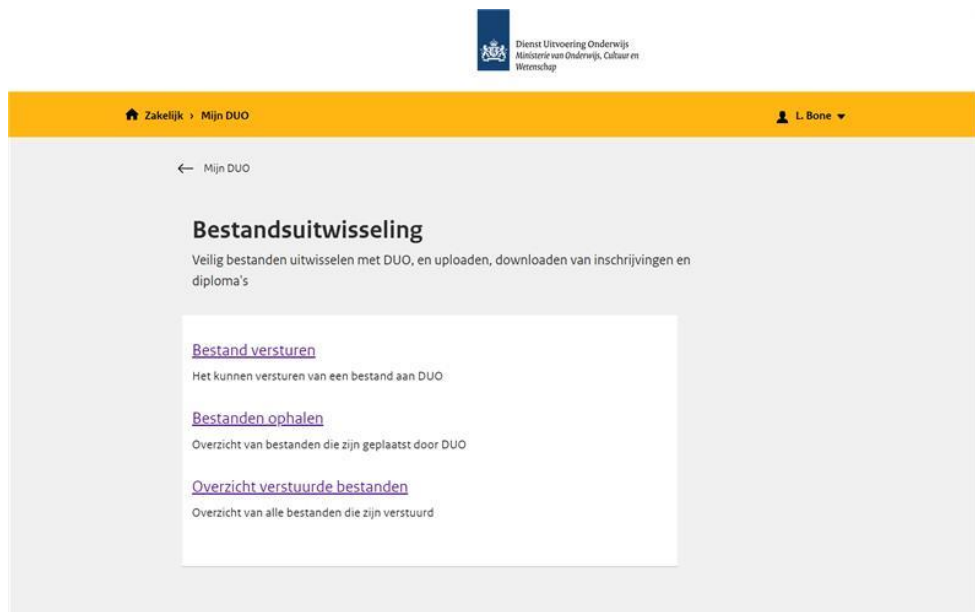 Dienst Uitvoering Onderwijs
Ministerie van Onderwijs, Cultuur en
Wetenschap
Zakelijk › Mijn DUO
L. Bone
← Mijn DUO
Bestandsuitwisseling
Veilig bestanden uitwisselen met DUO, en uploaden, downloaden van inschrijvingen en
diploma's
Bestand versturen
Het kunnen versturen van een bestand aan DUO
Bestanden ophalen
Overzicht van bestanden die zijn geplaatst door DUO
Overzicht verstuurde bestanden
Overzicht van alle bestanden die zijn verstuurd